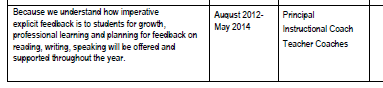 Because we understand how imperative
explicit feedback is to students for growth,
professional learning and planning for feedback on
reading, writing, speaking will be offered and
supported throughout the year.
August 2012-
May 2014
Principal
Instructional Coach
Teacher Coaches